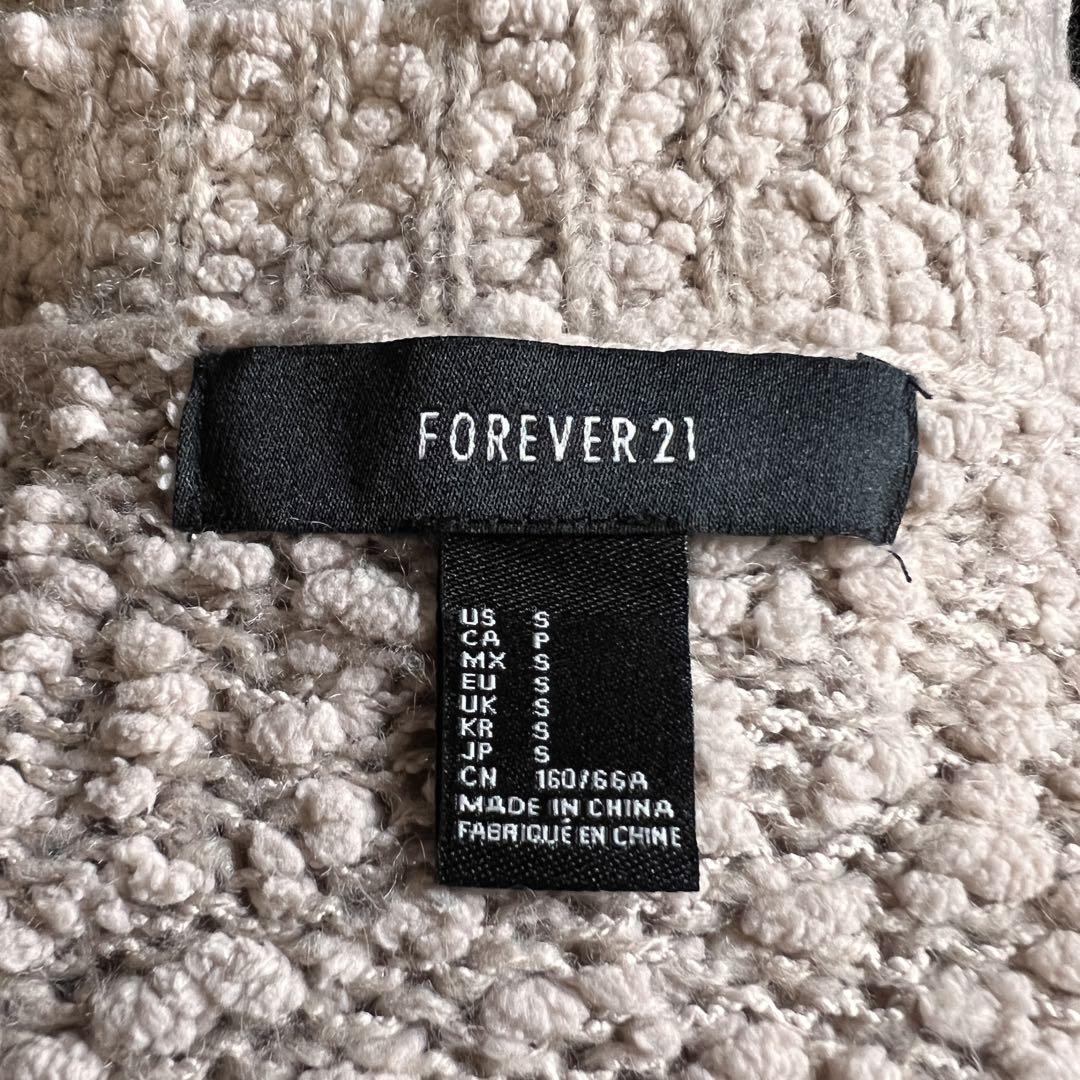 FOREVER 21
US S
CA P
MX S
EU S
UK S
KR S
JP S
CN 160/66A
MADE IN CHINA
FABRIQUÉ EN CHINE